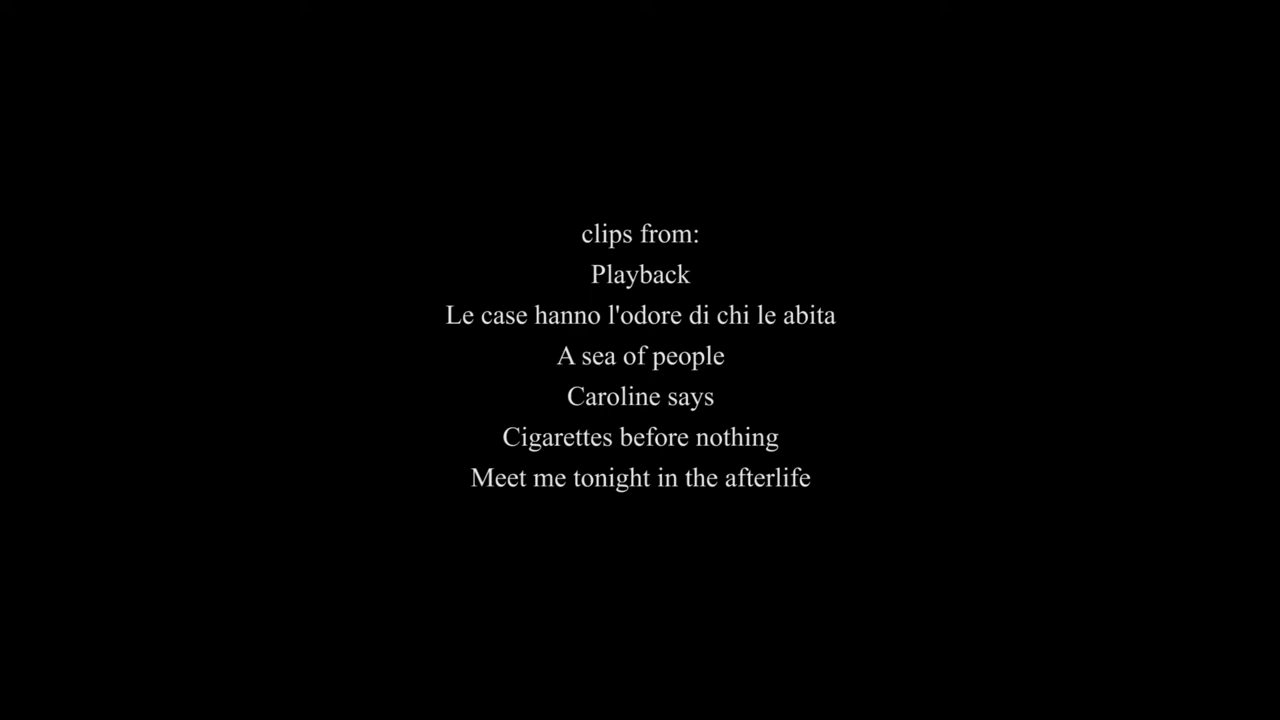 clips from:
Playback
Le case hanno l'odore di chi le abita
A sea of people
Caroline says
Cigarettes before nothing
Meet me tonight in the afterlife